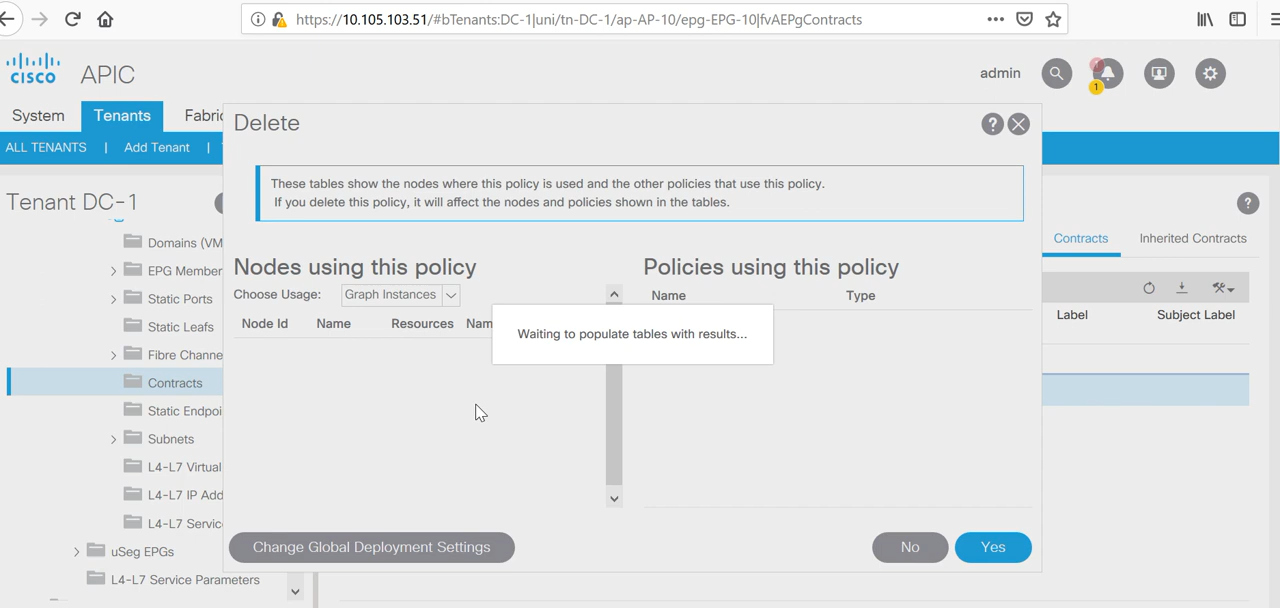 https://10.105.103.51/#bTenants:DC-1|uni/tn-DC-1/ap-AP-10/epg-EPG-10|fvAEPgContracts
CISCO APIC
admin
1
System Tenants Fabric
ALL TENANTS | Add Tenant |
Tenant DC-1
Domains (VM
EPG Member
Static Ports
Static Leafs
Fibre Channe
Contracts
Static Endpoi
Subnets
L4-L7 Virtual
L4-L7 IP Add
L4-L7 Servic
uSeg EPGs
L4-L7 Service Parameters
Delete
? 
These tables show the nodes where this policy is used and the other policies that use this policy.
If you delete this policy, it will affect the nodes and policies shown in the tables.
Nodes using this policy
Choose Usage: Graph Instances
Node Id Name Resources Nam
Policies using this policy
Name Type
Waiting to populate tables with results...
Change Global Deployment Settings
No Yes
?
Contracts Inherited Contracts
Label Subject Label